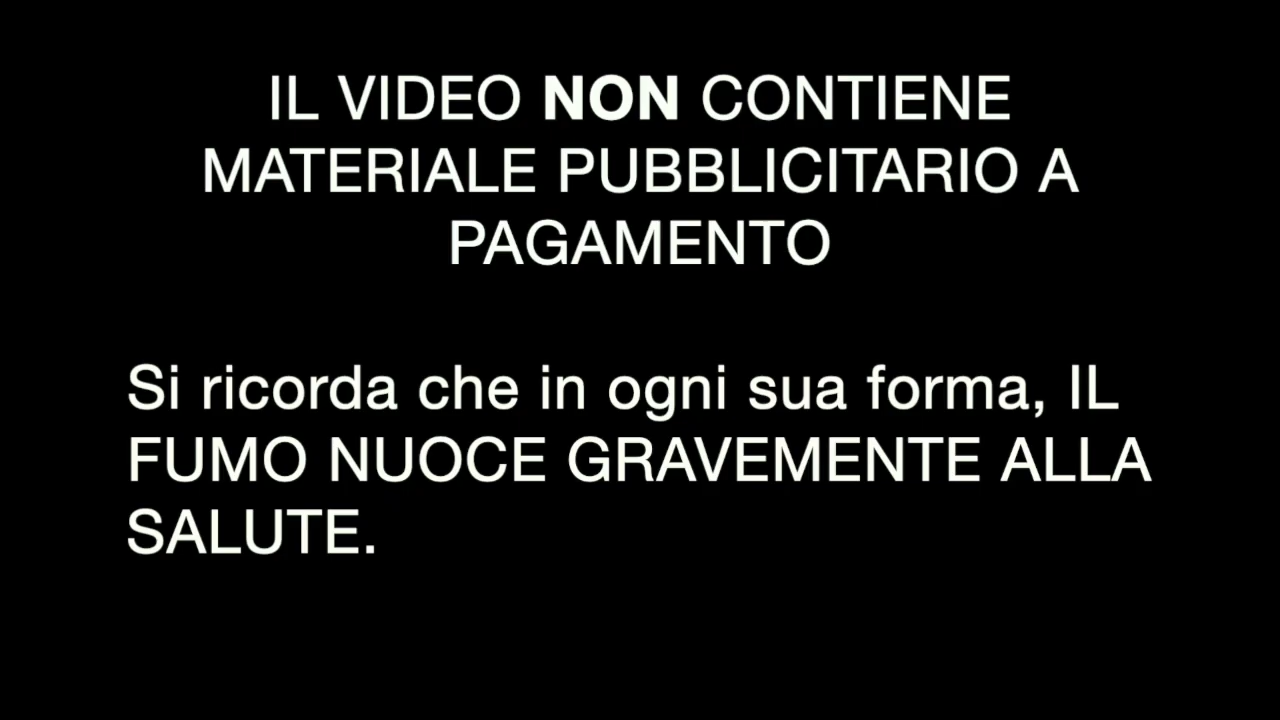 IL VIDEO NON CONTIENE
MATERIALE PUBBLICITARIO A
PAGAMENTO
Si ricorda che in ogni sua forma, IL
FUMO NUOCE GRAVEMENTE ALLA
SALUTE.